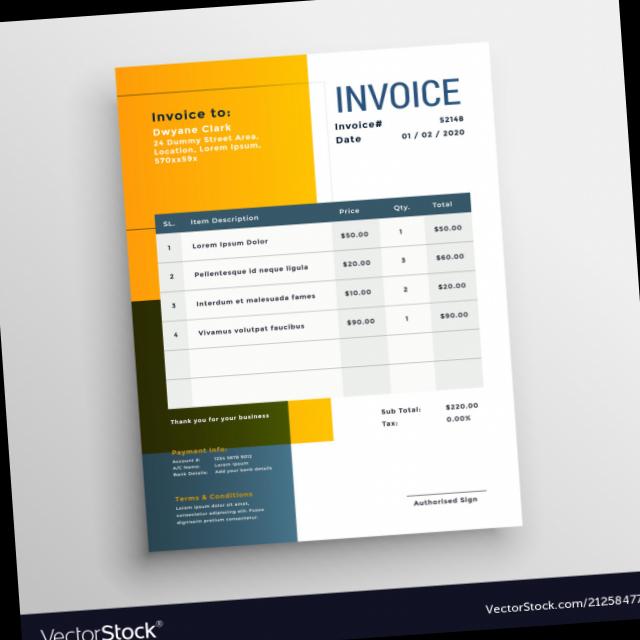 INVOICE
Invoice to:
Dwyane Clark
24 Dummy Street Area,
Location, Lorem Ipsum,
570xx59x
Invoice# 52148
Date 01 / 02 / 2020
SL. Item Description Price Qty. Total
1 Lorem Ipsum Dolor $50.00 1 $50.00
2 Pellentesque id neque ligula $20.00 3 $60.00
3 Interdum et malesuada fames $10.00 2 $20.00
4 Vivamus volutpat faucibus $90.00 1 $90.00
Sub Total: $220.00
Tax: 0.00%
Thank you for your business
Payment Info:
Account #: 1234 5678 9012
A/C Name: Lorem Ipsum
Bank Details: Add your bank details
Terms & Conditions
Lorem ipsum dolor sit amet,
consectetur adipiscing elit. Fusce
dignissim pretium consectetur.
Authorised Sign
VectorStock®
VectorStock.com/21258477